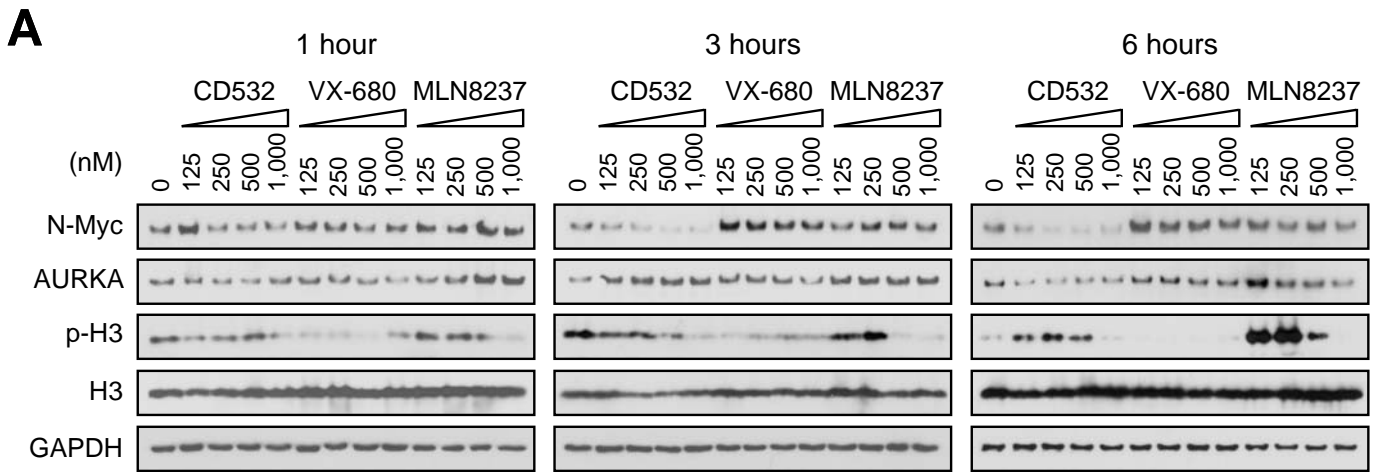 A
1 hour 3 hours 6 hours
CD532 VX-680 MLN8237 CD532 VX-680 MLN8237 CD532 VX-680 MLN8237
(nM) 0 125 250 500 1,000 125 250 500 1,000 125 250 500 1,000 0 125 250 500 1,000 125 250 500 1,000 125 250 500 1,000 0 125 250 500 1,000 125 250 500 1,000 125 250 500 1,000
N-Myc
AURKA
p-H3
H3
GAPDH